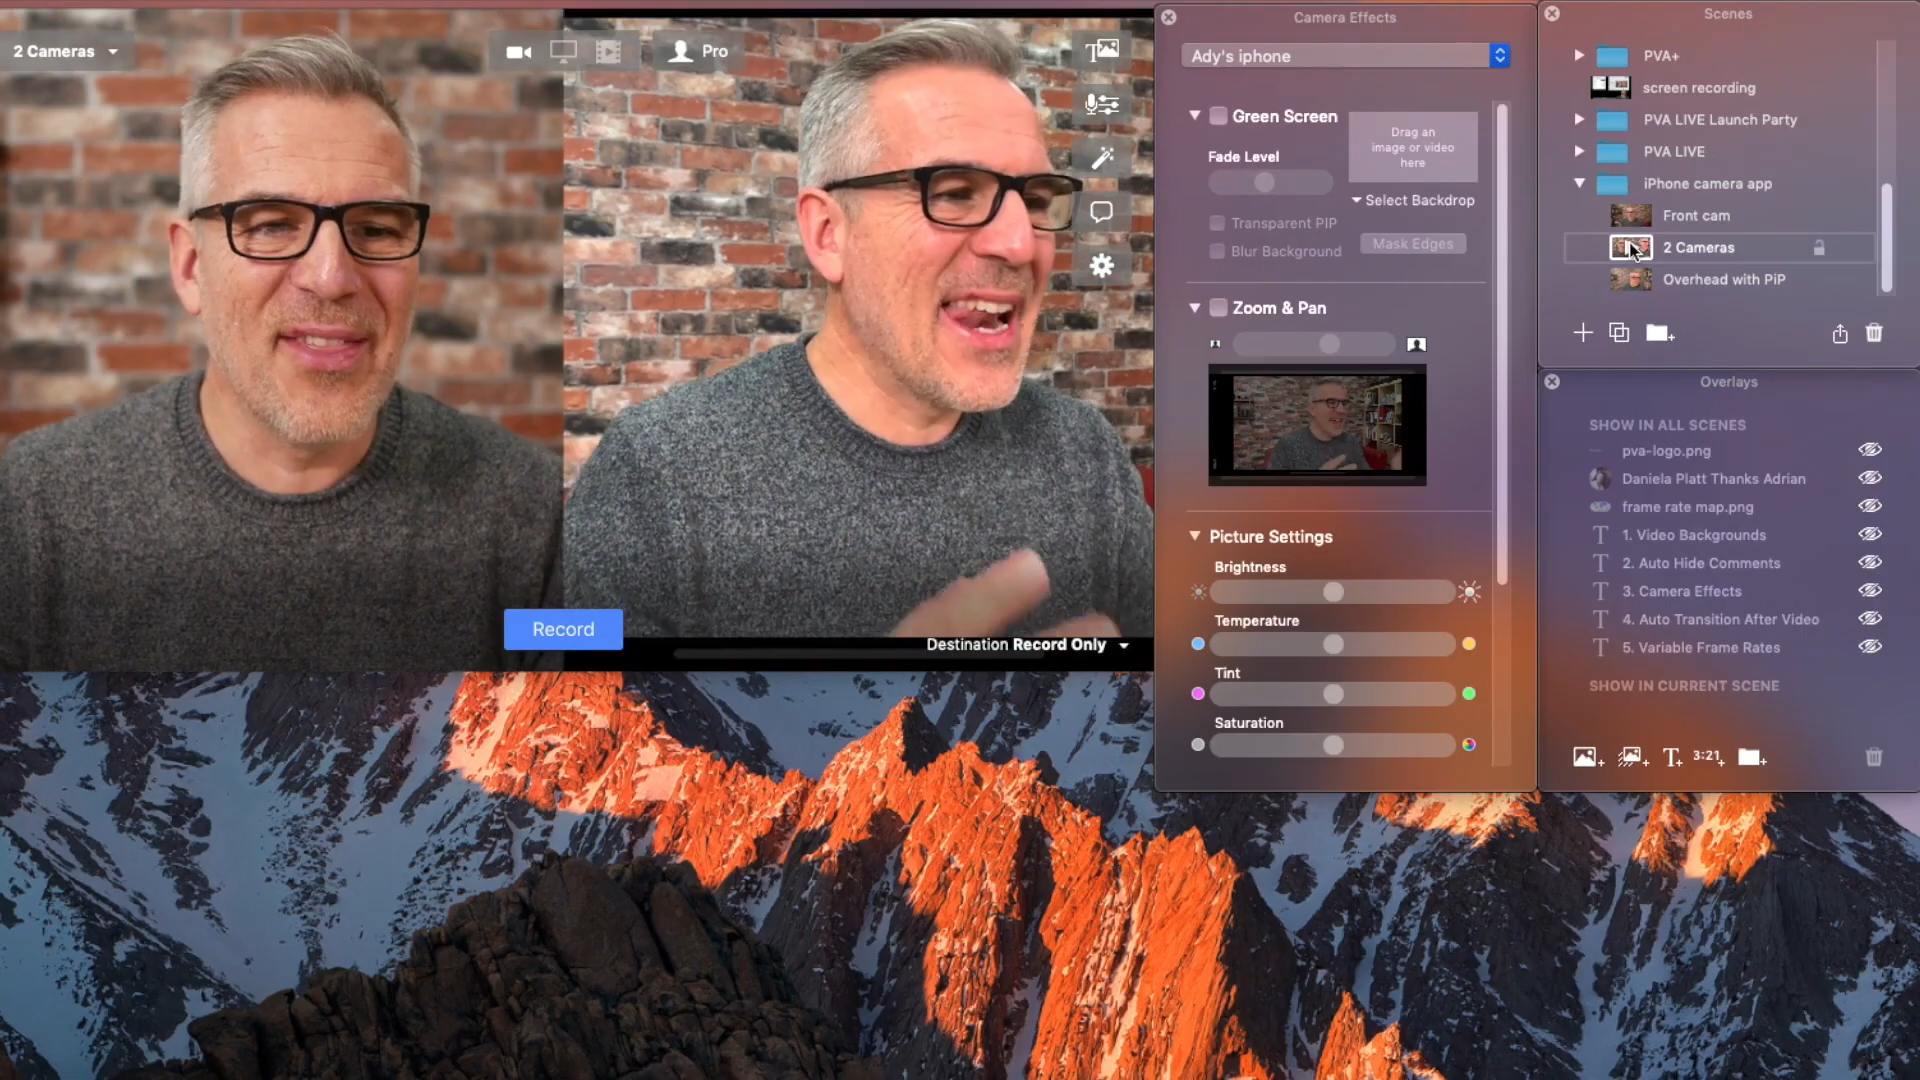 2 Cameras
Pro
Record
Destination Record Only
Camera Effects
Ady's iphone
Green Screen
Drag an
image or video
here
Fade Level
Select Backdrop
Transparent PIP
Mask Edges
Blur Background
Zoom & Pan
Picture Settings
Brightness
Temperature
Tint
Saturation
Scenes
PVA+
screen recording
PVA LIVE Launch Party
PVA LIVE
iPhone camera app
Front cam
2 Cameras
Overhead with PiP
Overlays
SHOW IN ALL SCENES
pva-logo.png
Daniela Platt Thanks Adrian
frame rate map.png
1. Video Backgrounds
2. Auto Hide Comments
3. Camera Effects
4. Auto Transition After Video
5. Variable Frame Rates
SHOW IN CURRENT SCENE
3:21